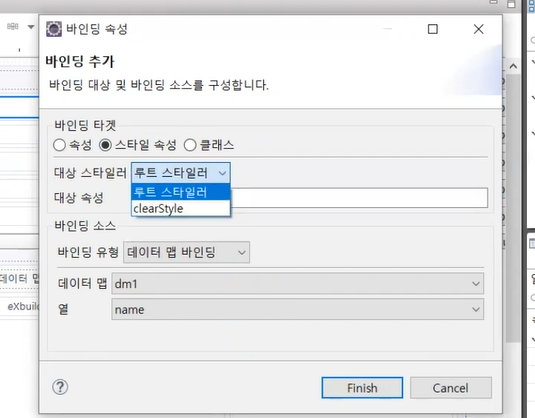 바인딩 속성
바인딩 추가
바인딩 대상 및 바인딩 소스를 구성합니다.
바인딩 타겟
속성 스타일 속성 클래스
대상 스타일러 루트 스타일러
루트 스타일러
clearStyle
대상 속성
바인딩 소스
바인딩 유형 데이터 맵 바인딩
데이터 맵 dm1
열 name
Finish Cancel
데이터 맵
eXbuild